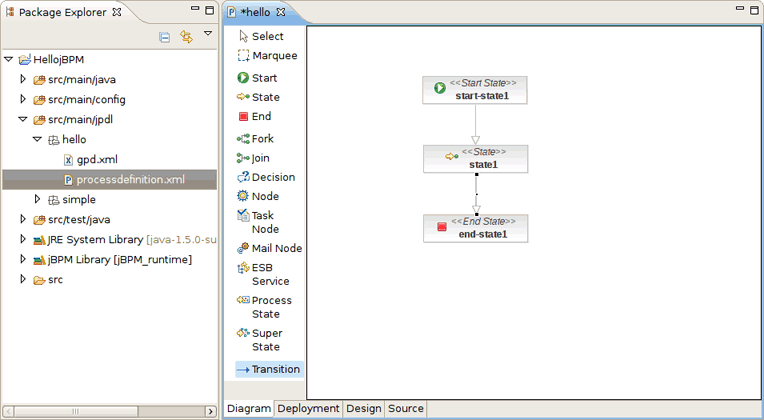 Package Explorer
HellojBPM
src/main/java
src/main/config
src/main/jpdl
hello
gpd.xml
processdefinition.xml
simple
src/test/java
JRE System Library [java-1.5.0-su
jBPM Library [jBPM_runtime]
src
*hello
Select
Marquee
Start
State
End
Fork
Join
Decision
Node
Task
Node
Mail Node
ESB
Service
Process
State
Super
State
Transition
<<Start State>>
start-state1
<<State>>
state1
<<End State>>
end-state1
Diagram Deployment Design Source